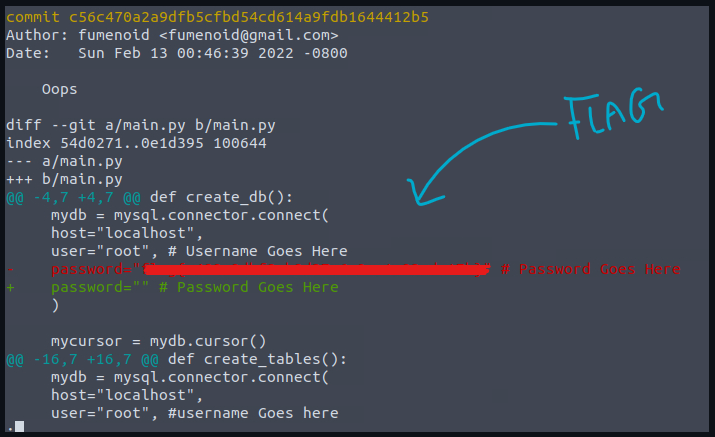 commit c56c470a2a9dfb5cfbd54cd614a9fdb1644412b5
Author: fumenoid <fumenoid@gmail.com>
Date:   Sun Feb 13 00:46:39 2022 -0800
    Oops
FLAG
diff --git a/main.py b/main.py
index 54d0271..0e1d395 100644
--- a/main.py
+++ b/main.py
@@ -4,7 +4,7 @@ def create_db():
     mydb = mysql.connector.connect(
     host="localhost",
     user="root", # Username Goes Here
-    password=" # Password Goes Here
+    password="" # Password Goes Here
     )
     mycursor = mydb.cursor()
@@ -16,7 +16,7 @@ def create_tables():
     mydb = mysql.connector.connect(
     host="localhost",
     user="root", #username Goes here
.